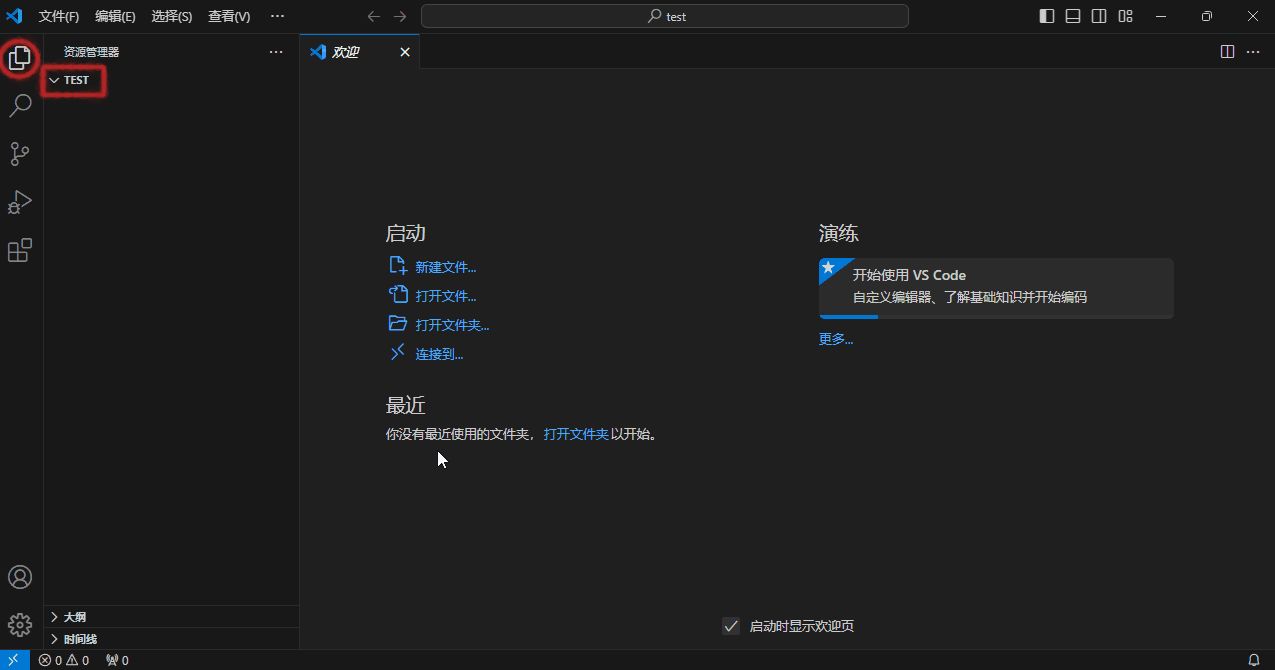 文件(F) 编辑(E) 选择(S) 查看(V) ··· test
资源管理器 ···
欢迎
TEST
启动
新建文件...
打开文件...
打开文件夹...
连接到...
最近
你没有最近使用的文件夹，打开文件夹以开始。
演练
开始使用 VS Code
自定义编辑器、了解基础知识并开始编码
更多...
启动时显示欢迎页
大纲
时间线
0 0 0